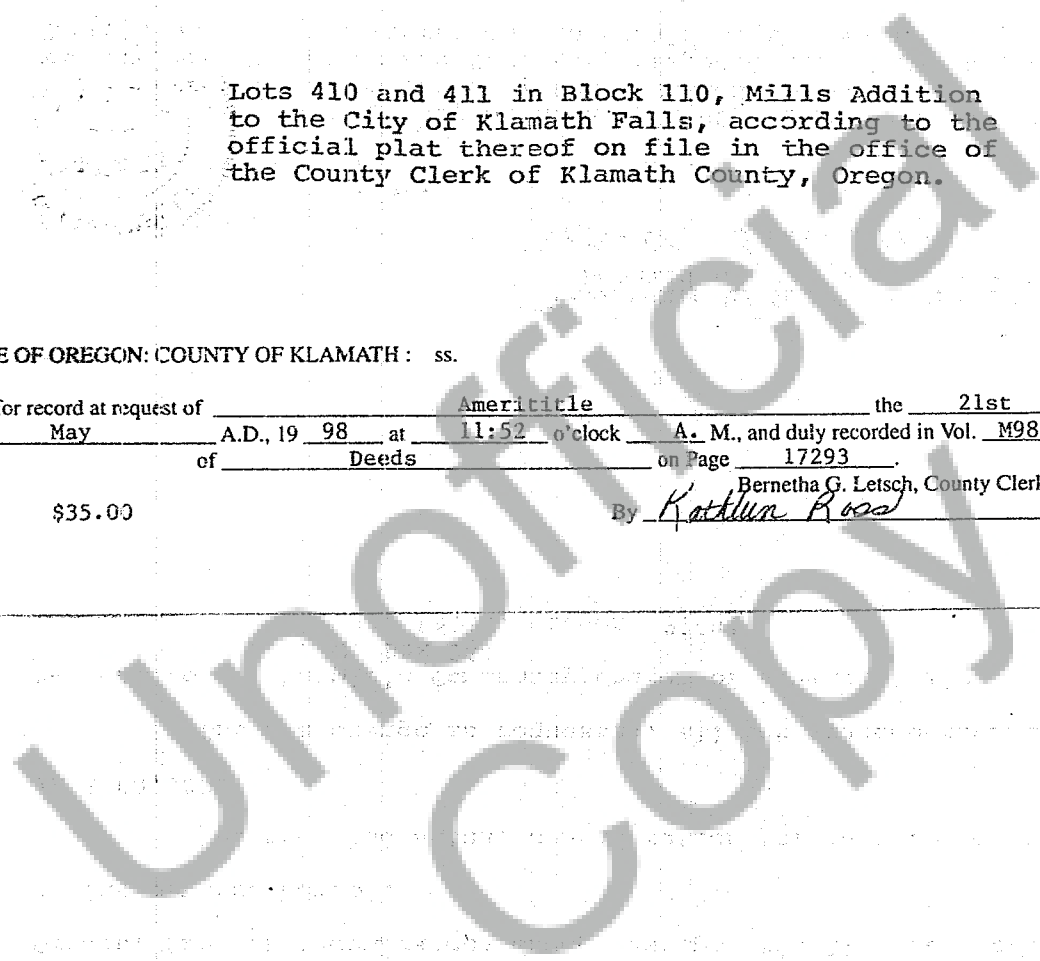 Lots 410 and 411 in Block 110, Mills Addition
to the City of Klamath Falls, according to the
official plat thereof on file in the office of
the County Clerk of Klamath County, Oregon.
E OF OREGON: COUNTY OF KLAMATH : ss.
for record at request of Amerititle the 21st
May A.D., 19 98 at 11:52 o'clock A. M., and duly recorded in Vol. M98
of Deeds on Page 17293 .
Bernetha G. Letsch, County Clerk
$35.00 By Kathlun Ross
Unofficial
Copy